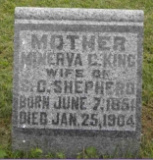 MOTHER
MINERVA C. KING
WIFE OF
S. C. SHEPHERD
BORN JUNE 7, 1851
DIED JAN. 25, 1904